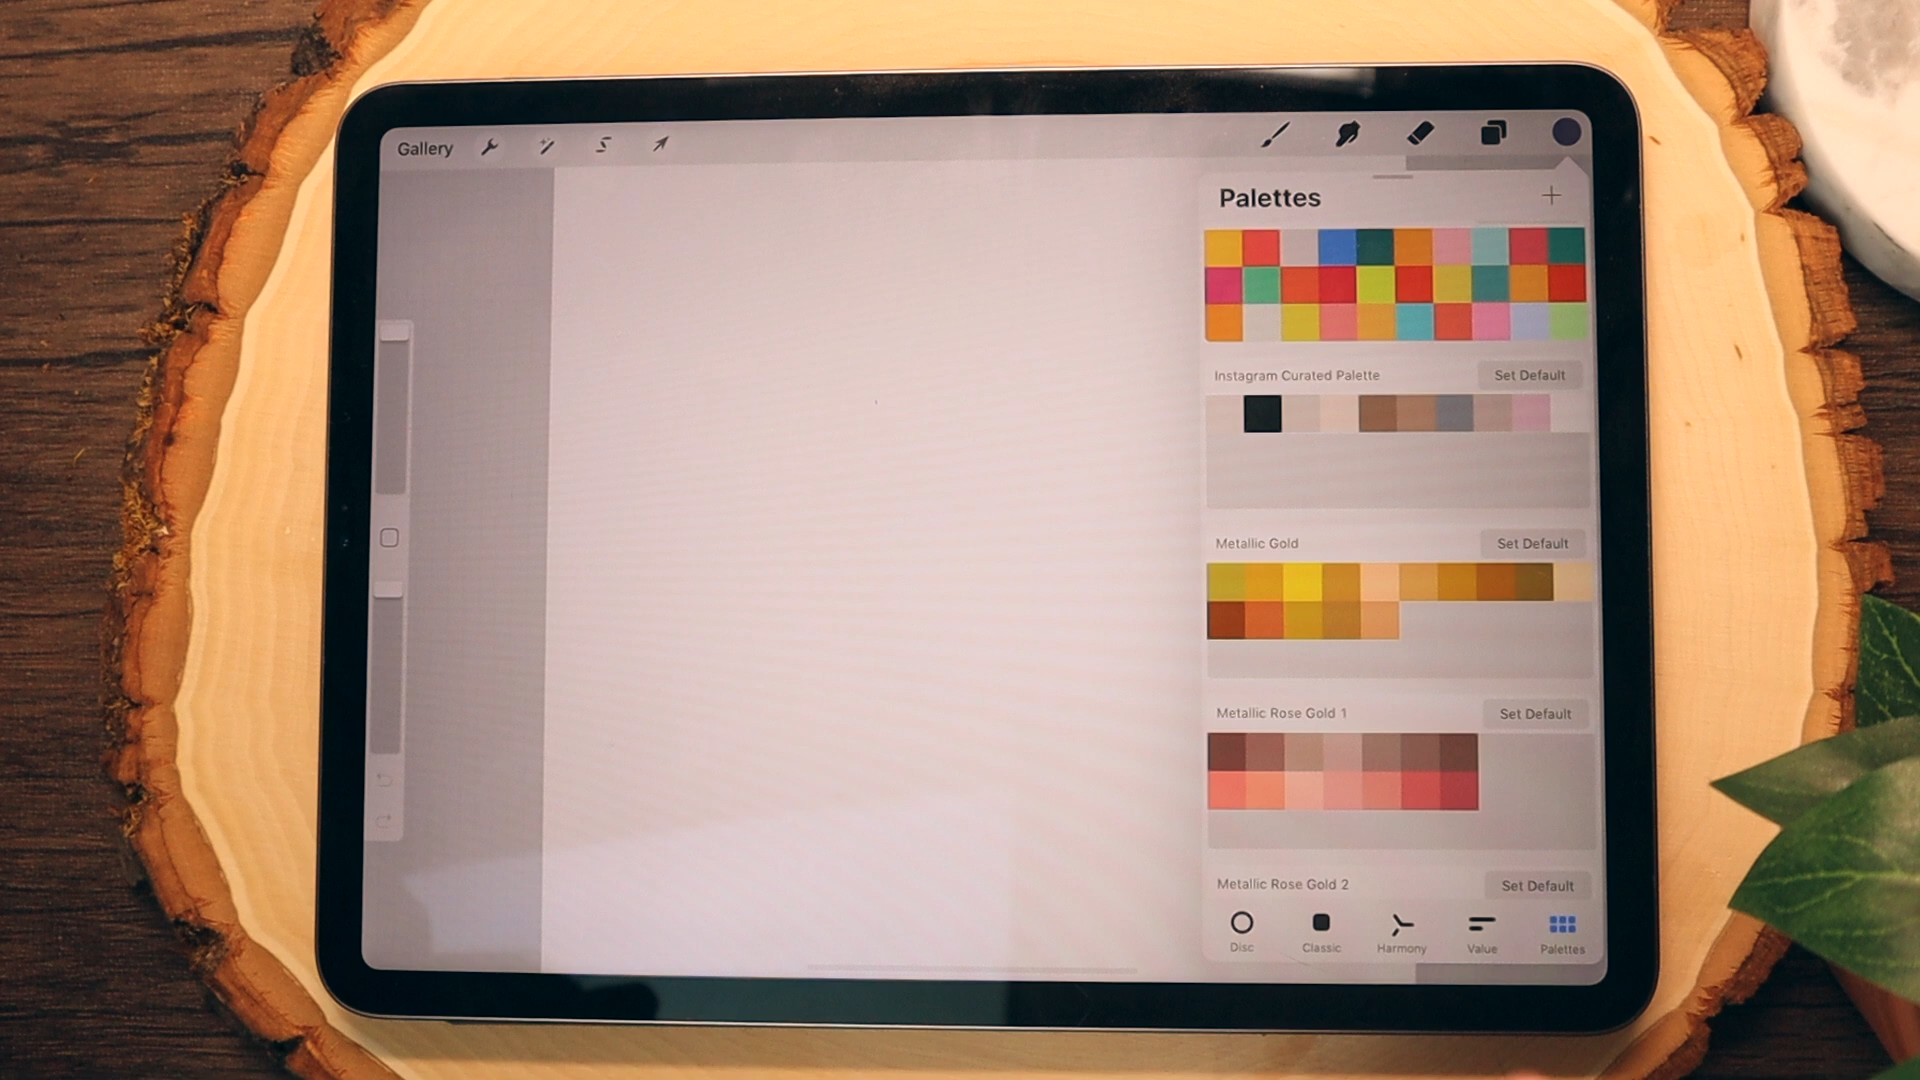 Gallery
Palettes
Instagram Curated Palette
Set Default
Metallic Gold
Set Default
Metallic Rose Gold 1
Set Default
Metallic Rose Gold 2
Set Default
Disc
Classic
Harmony
Value
Palettes